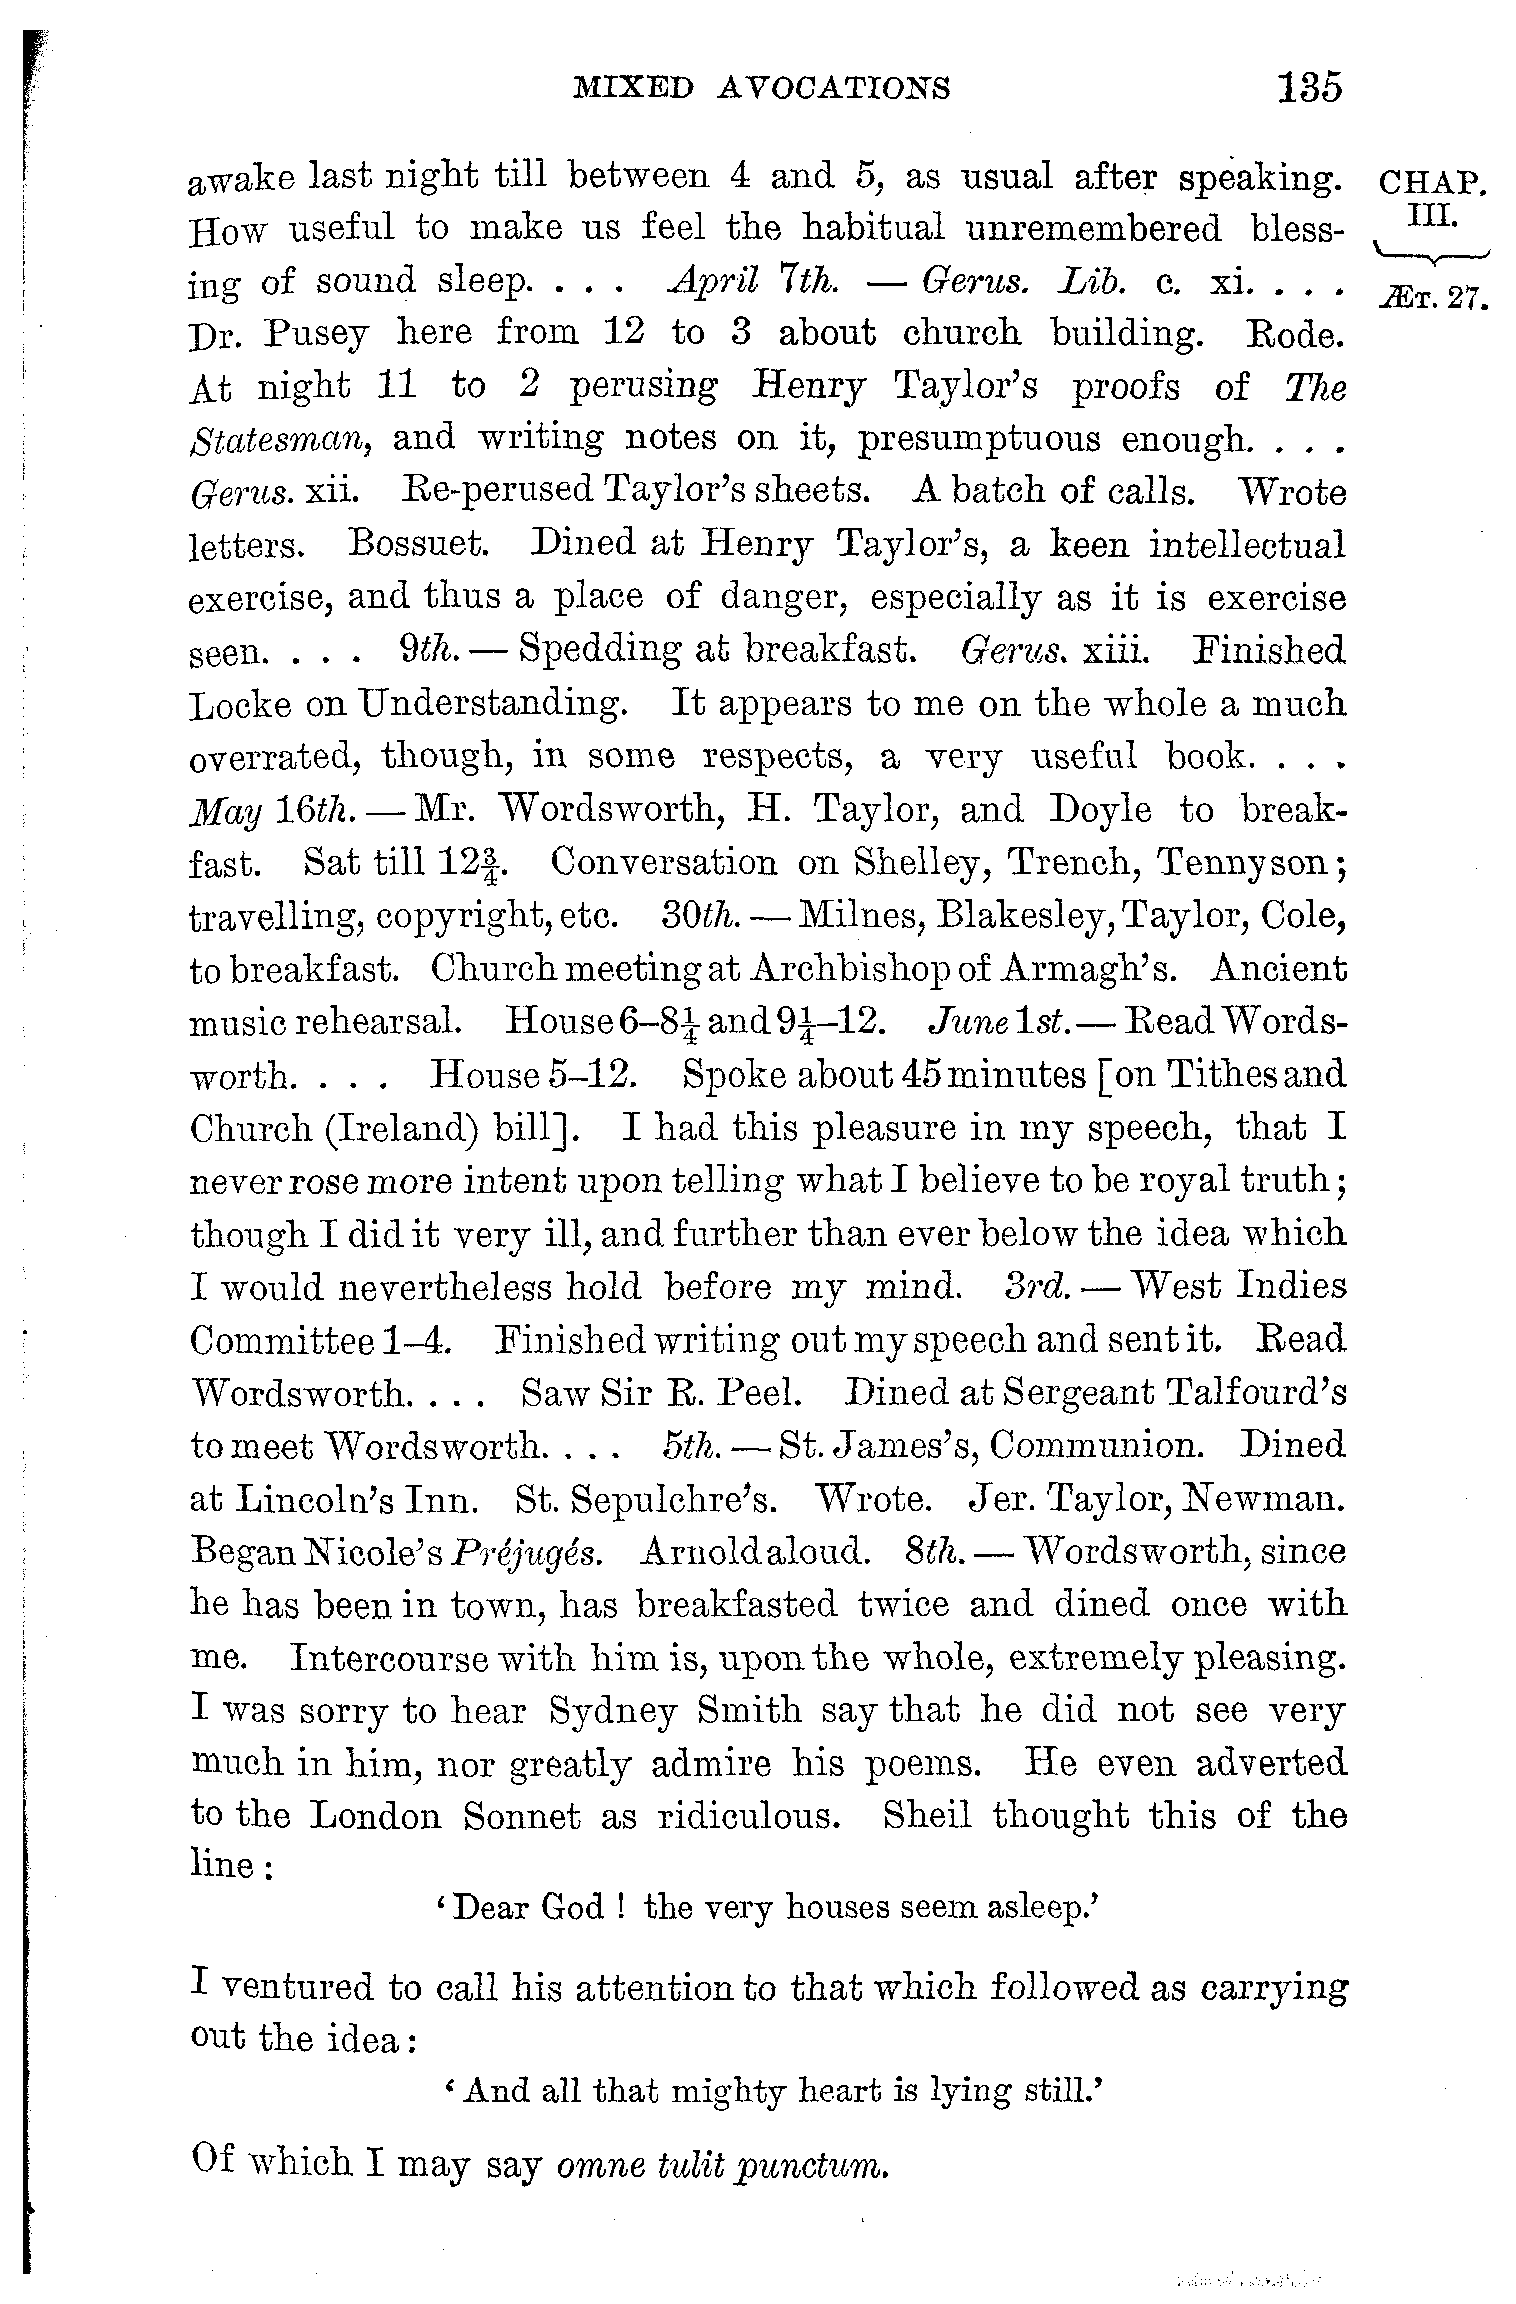 MIXED AVOCATIONS 135
awake last night till between 4 and 5, as usual after speaking.
How useful to make us feel the habitual unremembered bless-
ing of sound sleep. . . . April 7th. — Gerus. Lib. c. xi. . . .
Dr. Pusey here from 12 to 3 about church building. Rode.
At night 11 to 2 perusing Henry Taylor's proofs of The
Statesman, and writing notes on it, presumptuous enough. . . .
Gerus. xii. Re-perused Taylor's sheets. A batch of calls. Wrote
letters. Bossuet. Dined at Henry Taylor's, a keen intellectual
exercise, and thus a place of danger, especially as it is exercise
seen. . . . 9th. — Spedding at breakfast. Gerus. xiii. Finished
Locke on Understanding. It appears to me on the whole a much
overrated, though, in some respects, a very useful book. . . .
May 16th. — Mr. Wordsworth, H. Taylor, and Doyle to break-
fast. Sat till 12¾. Conversation on Shelley, Trench, Tennyson;
travelling, copyright, etc. 30th. — Milnes, Blakesley, Taylor, Cole,
to breakfast. Church meeting at Archbishop of Armagh's. Ancient
music rehearsal. House 6–8¼ and 9¼–12. June 1st. — Read Words-
worth. . . . House 5–12. Spoke about 45 minutes [on Tithes and
Church (Ireland) bill]. I had this pleasure in my speech, that I
never rose more intent upon telling what I believe to be royal truth;
though I did it very ill, and further than ever below the idea which
I would nevertheless hold before my mind. 3rd. — West Indies
Committee 1–4. Finished writing out my speech and sent it. Read
Wordsworth. . . . Saw Sir R. Peel. Dined at Sergeant Talfourd's
to meet Wordsworth. . . . 5th. — St. James's, Communion. Dined
at Lincoln's Inn. St. Sepulchre's. Wrote. Jer. Taylor, Newman.
Began Nicole's Préjugés. Arnold aloud. 8th. — Wordsworth, since
he has been in town, has breakfasted twice and dined once with
me. Intercourse with him is, upon the whole, extremely pleasing.
I was sorry to hear Sydney Smith say that he did not see very
much in him, nor greatly admire his poems. He even adverted
to the London Sonnet as ridiculous. Sheil thought this of the
line:
'Dear God! the very houses seem asleep.'
I ventured to call his attention to that which followed as carrying
out the idea:
'And all that mighty heart is lying still.'
Of which I may say omne tulit punctum.
CHAP.
III.
ÆT. 27.